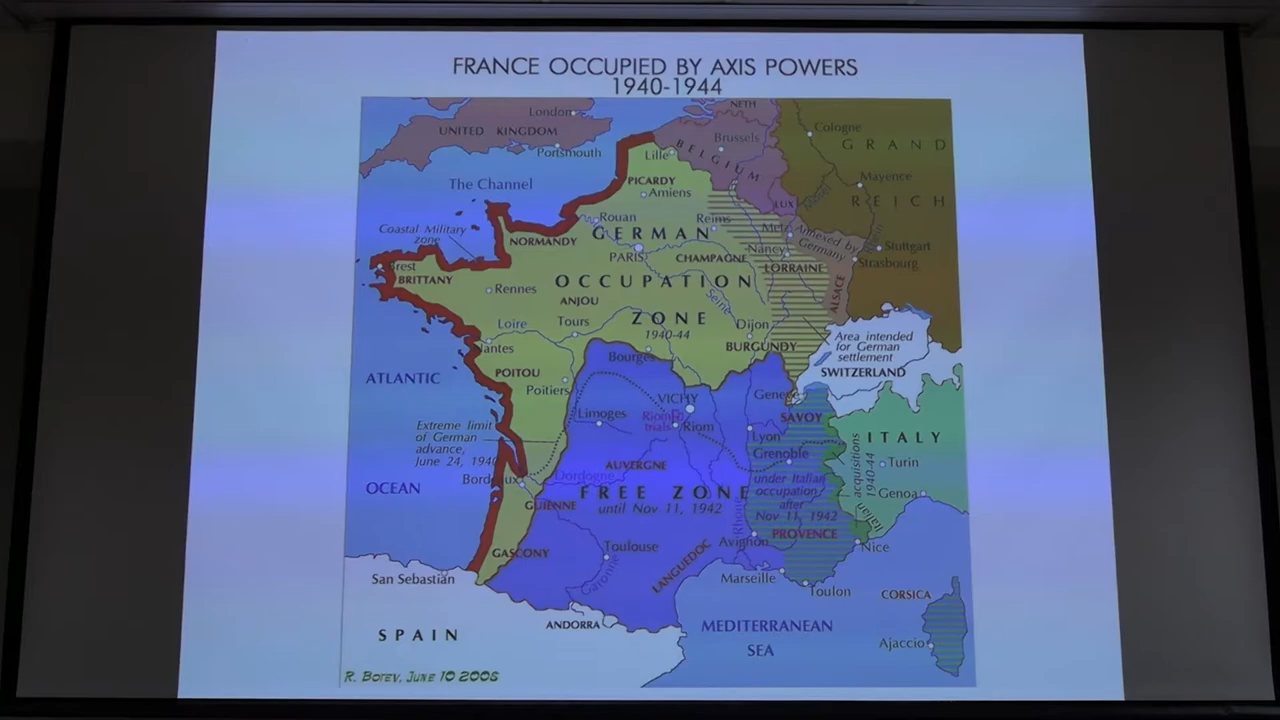 FRANCE OCCUPIED BY AXIS POWERS
1940-1944
NETH
London
UNITED KINGDOM
Portsmouth
Cologne
GRAND
Brussels
BELGIUM
Lille
The Channel
PICARDY
Amiens
Mayence
REICH
LUX
Mosel
Coastal Military
zone
Rouan
Reims
Metz
Annexed by
Germany
NORMANDY
GERMAN
Nancy
Stuttgart
PARIS
CHAMPAGNE
LORRAINE
Strasbourg
Brest
BRITTANY
OCCUPATION
ALSACE
Rennes
ANJOU
Seine
Loire
Tours
ZONE
1940-44
Dijon
Nantes
BURGUNDY
Area intended
for German
settlement
Bourges
SWITZERLAND
ATLANTIC
POITOU
Poitiers
VICHY
Geneve
Limoges
Riom
trials
Riom
SAVOY
Extreme limit
of German
advance,
June 24, 1940
Lyon
ITALY
Grenoble
Turin
AUVERGNE
Italian acquisitions
1940-44
Bordeaux
Dordogne
under Italian
occupation
after
Nov 11, 1942
OCEAN
FREE ZONE
until Nov 11, 1942
Genoa
GUIENNE
Rhone
PROVENCE
Avignon
Nice
GASCONY
Toulouse
LANGUEDOC
Garonne
San Sebastian
Marseille
Toulon
CORSICA
ANDORRA
MEDITERRANEAN
SEA
SPAIN
Ajaccio
R. BOTEV, JUNE 10 2008